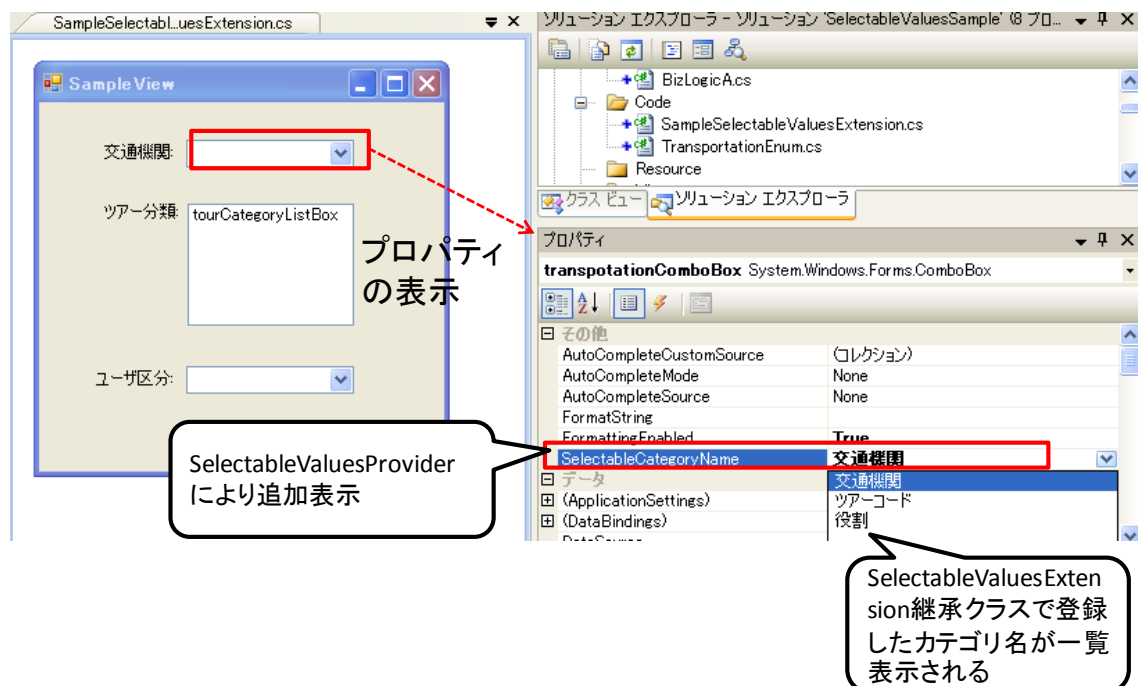 SampleSelectabl...uesExtension.cs
SampleView
交通機関:
ツアー分類:
tourCategoryListBox
ユーザ区分:
プロパティ
の表示
SelectableValuesProvider
により追加表示
ソリューション エクスプローラ - ソリューション 'SelectableValuesSample' (8 プロ...
BizLogicA.cs
Code
SampleSelectableValuesExtension.cs
TransportationEnum.cs
Resource
クラス ビュー
ソリューション エクスプローラ
プロパティ
transpotationComboBox System.Windows.Forms.ComboBox
その他
AutoCompleteCustomSource (コレクション)
AutoCompleteMode None
AutoCompleteSource None
FormatString
FormattingEnabled True
SelectableCategoryName 交通機関
データ 交通機関
(ApplicationSettings) ツアーコード
(DataBindings) 役割
DataSource
SelectableValuesExten
sion継承クラスで登録
したカテゴリ名が一覧
表示される